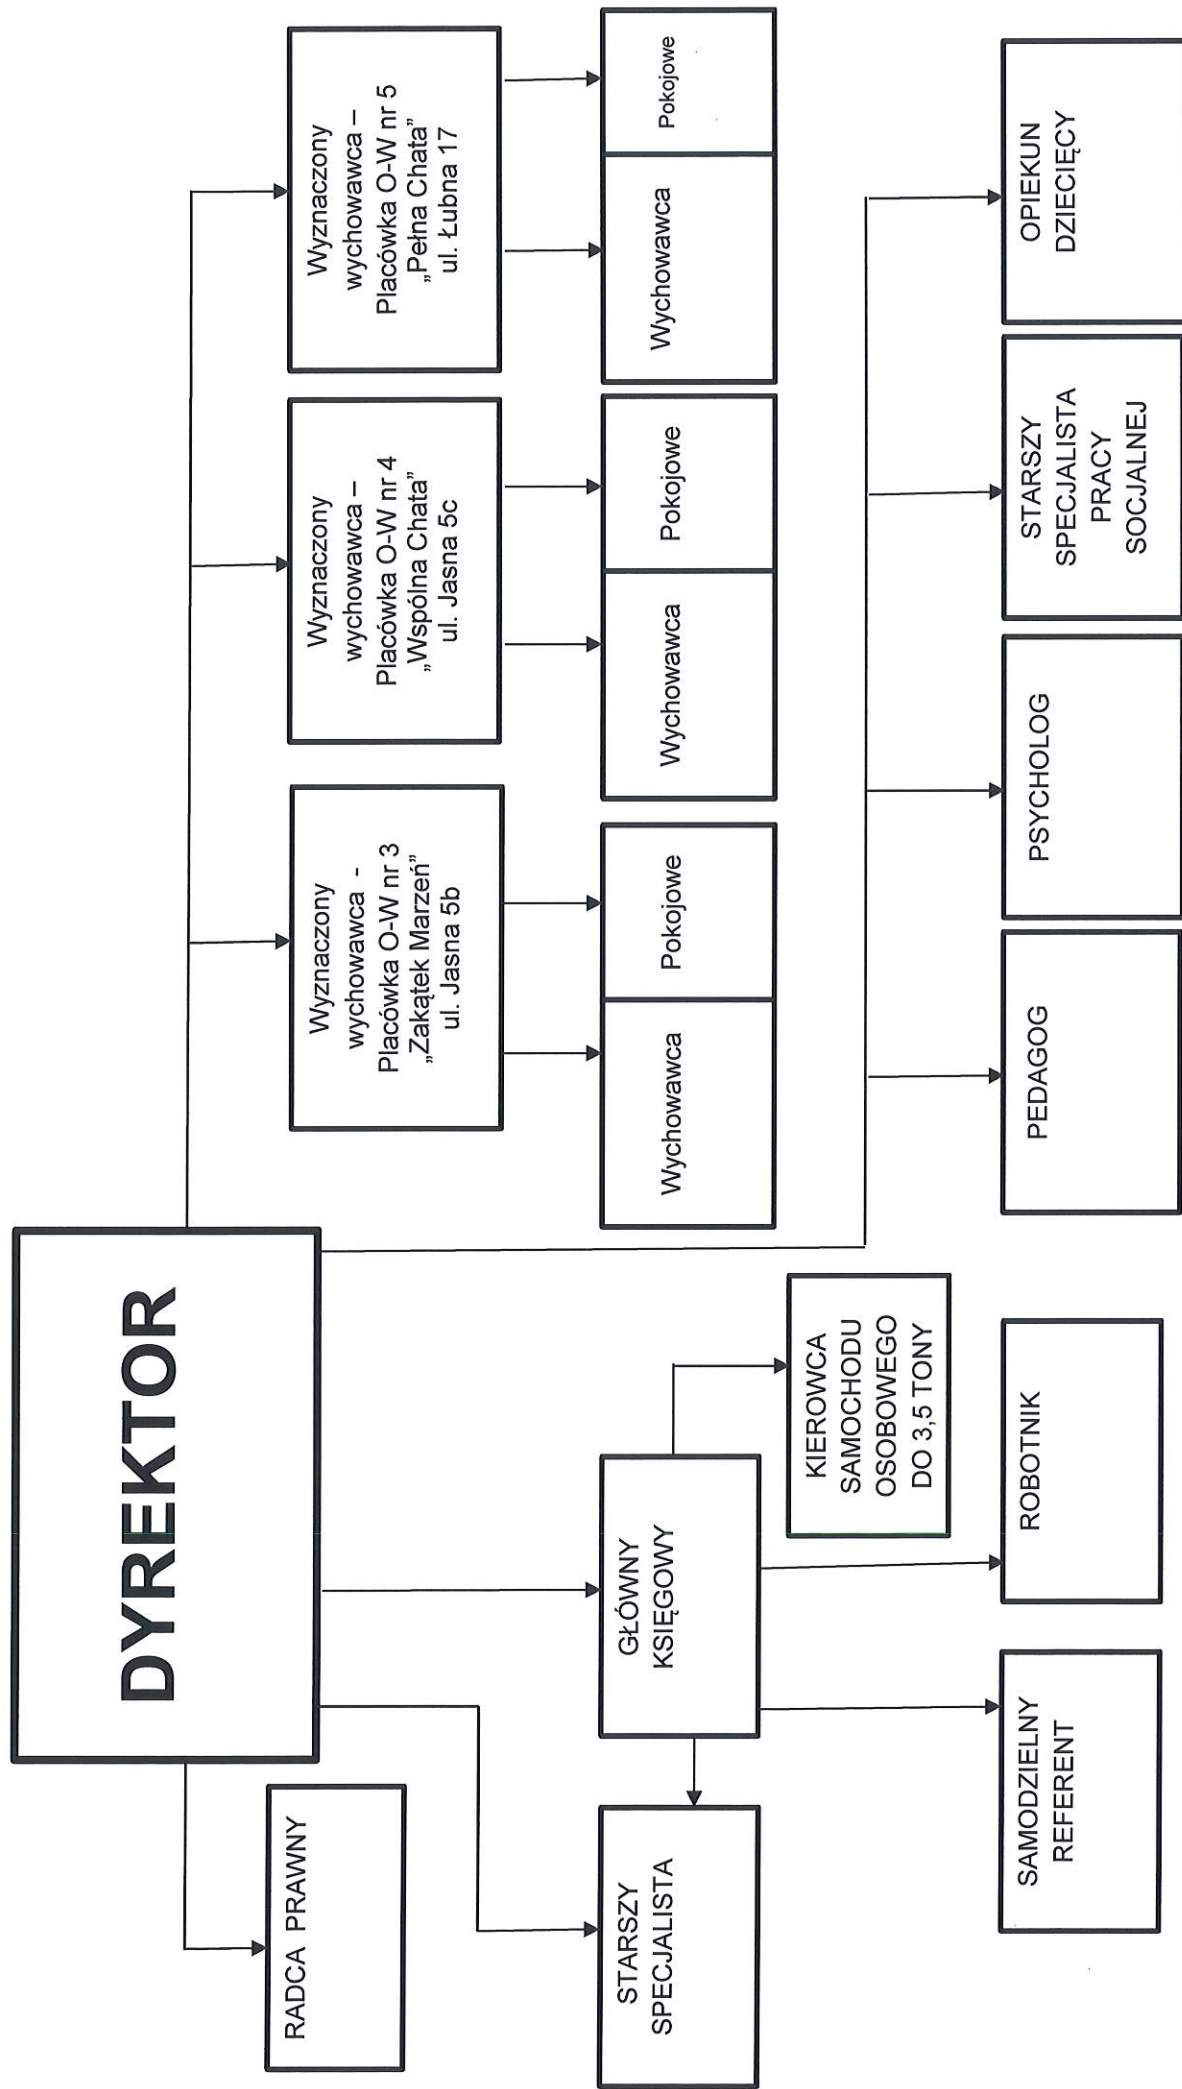 DYREKTOR
RADCA PRAWNY
Wyznaczony
wychowawca -
Placówka O-W nr 3
„Zakątek Marzeń”
ul. Jasna 5b
Wyznaczony
wychowawca –
Placówka O-W nr 4
„Wspólna Chata”
ul. Jasna 5c
Wyznaczony
wychowawca –
Placówka O-W nr 5
„Pełna Chata”
ul. Łubna 17
STARSZY
SPECJALISTA
GŁÓWNY
KSIĘGOWY
Wychowawca
Pokojowe
Wychowawca
Pokojowe
Wychowawca
Pokojowe
KIEROWCA
SAMOCHODU
OSOBOWEGO
DO 3,5 TONY
SAMODZIELNY
REFERENT
ROBOTNIK
PEDAGOG
PSYCHOLOG
STARSZY
SPECJALISTA
PRACY
SOCJALNEJ
OPIEKUN
DZIECIĘCY